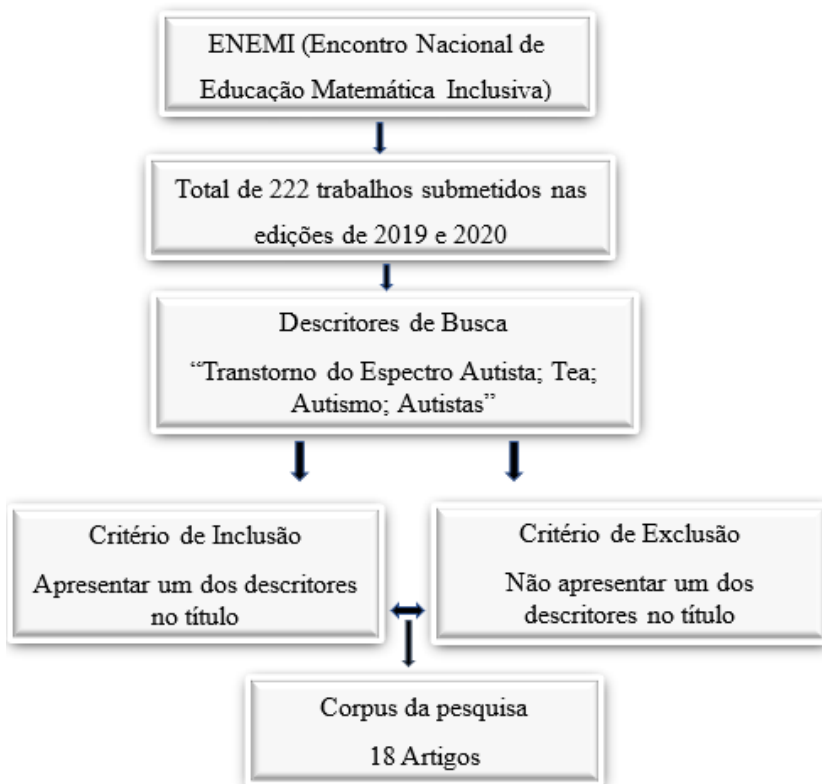 ENEMI (Encontro Nacional de
Educação Matemática Inclusiva)
Total de 222 trabalhos submetidos nas
edições de 2019 e 2020
Descritores de Busca
“Transtorno do Espectro Autista; Tea;
Autismo; Autistas”
Critério de Inclusão
Apresentar um dos descritores
no título
Critério de Exclusão
Não apresentar um dos
descritores no título
Corpus da pesquisa
18 Artigos